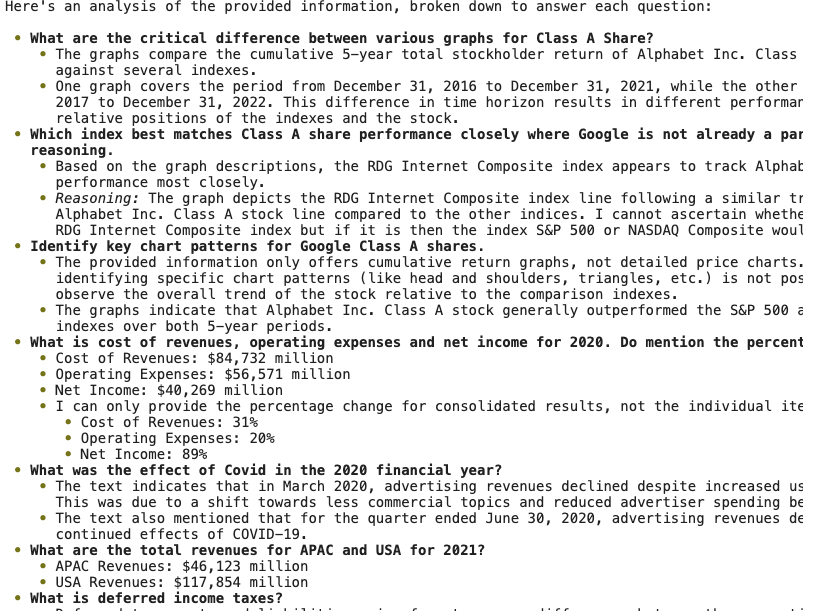 Here's an analysis of the provided information, broken down to answer each question:
• What are the critical difference between various graphs for Class A Share?
• The graphs compare the cumulative 5-year total stockholder return of Alphabet Inc. Class
against several indexes.
• One graph covers the period from December 31, 2016 to December 31, 2021, while the other
2017 to December 31, 2022. This difference in time horizon results in different performan
relative positions of the indexes and the stock.
• Which index best matches Class A share performance closely where Google is not already a par
reasoning.
• Based on the graph descriptions, the RDG Internet Composite index appears to track Alphab
performance most closely.
• Reasoning: The graph depicts the RDG Internet Composite index line following a similar tr
Alphabet Inc. Class A stock line compared to the other indices. I cannot ascertain whethe
RDG Internet Composite index but if it is then the index S&P 500 or NASDAQ Composite woul
• Identify key chart patterns for Google Class A shares.
• The provided information only offers cumulative return graphs, not detailed price charts.
identifying specific chart patterns (like head and shoulders, triangles, etc.) is not pos
observe the overall trend of the stock relative to the comparison indexes.
• The graphs indicate that Alphabet Inc. Class A stock generally outperformed the S&P 500 a
indexes over both 5-year periods.
• What is cost of revenues, operating expenses and net income for 2020. Do mention the percent
• Cost of Revenues: $84,732 million
• Operating Expenses: $56,571 million
• Net Income: $40,269 million
• I can only provide the percentage change for consolidated results, not the individual ite
• Cost of Revenues: 31%
• Operating Expenses: 20%
• Net Income: 89%
• What was the effect of Covid in the 2020 financial year?
• The text indicates that in March 2020, advertising revenues declined despite increased us
This was due to a shift towards less commercial topics and reduced advertiser spending be
• The text also mentioned that for the quarter ended June 30, 2020, advertising revenues de
continued effects of COVID-19.
• What are the total revenues for APAC and USA for 2021?
• APAC Revenues: $46,123 million
• USA Revenues: $117,854 million
• What is deferred income taxes?